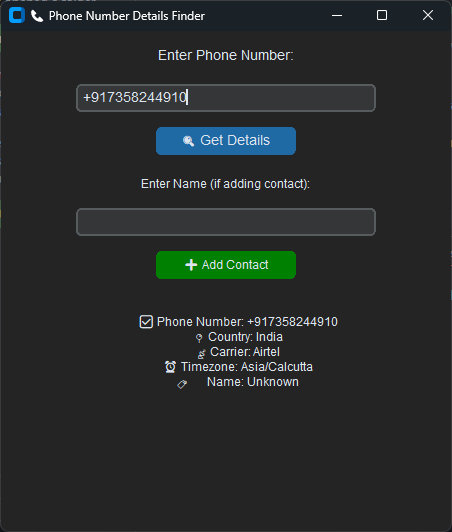 Phone Number Details Finder
Enter Phone Number:
+917358244910
Get Details
Enter Name (if adding contact):
Add Contact
Phone Number: +917358244910
Country: India
Carrier: Airtel
Timezone: Asia/Calcutta
Name: Unknown